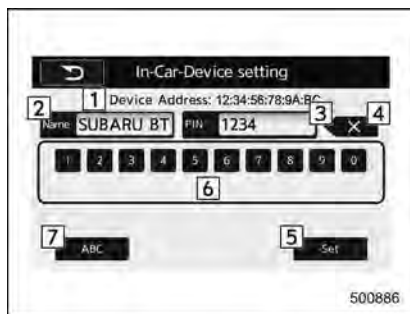 In-Car-Device setting
1 Device Address: 12:34:56:78:9A:BC
2 3 4
Name SUBARU BT PIN 1234 X
1 2 3 4 5 6 7 8 9 0
6
7 5
ABC Set
500886